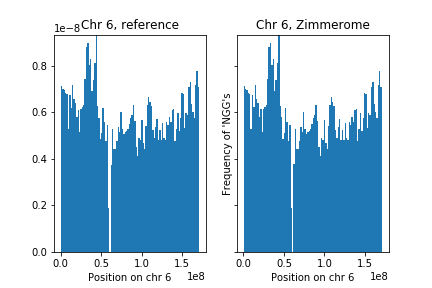 1e−8
Chr 6, reference
0.8
0.6
0.4
0.2
0.0
0.0 0.5 1.0 1.5
Position on chr 6 1e8
Chr 6, Zimmerome
Frequency of 'NGG's
0.0 0.5 1.0 1.5
Position on chr 6 1e8